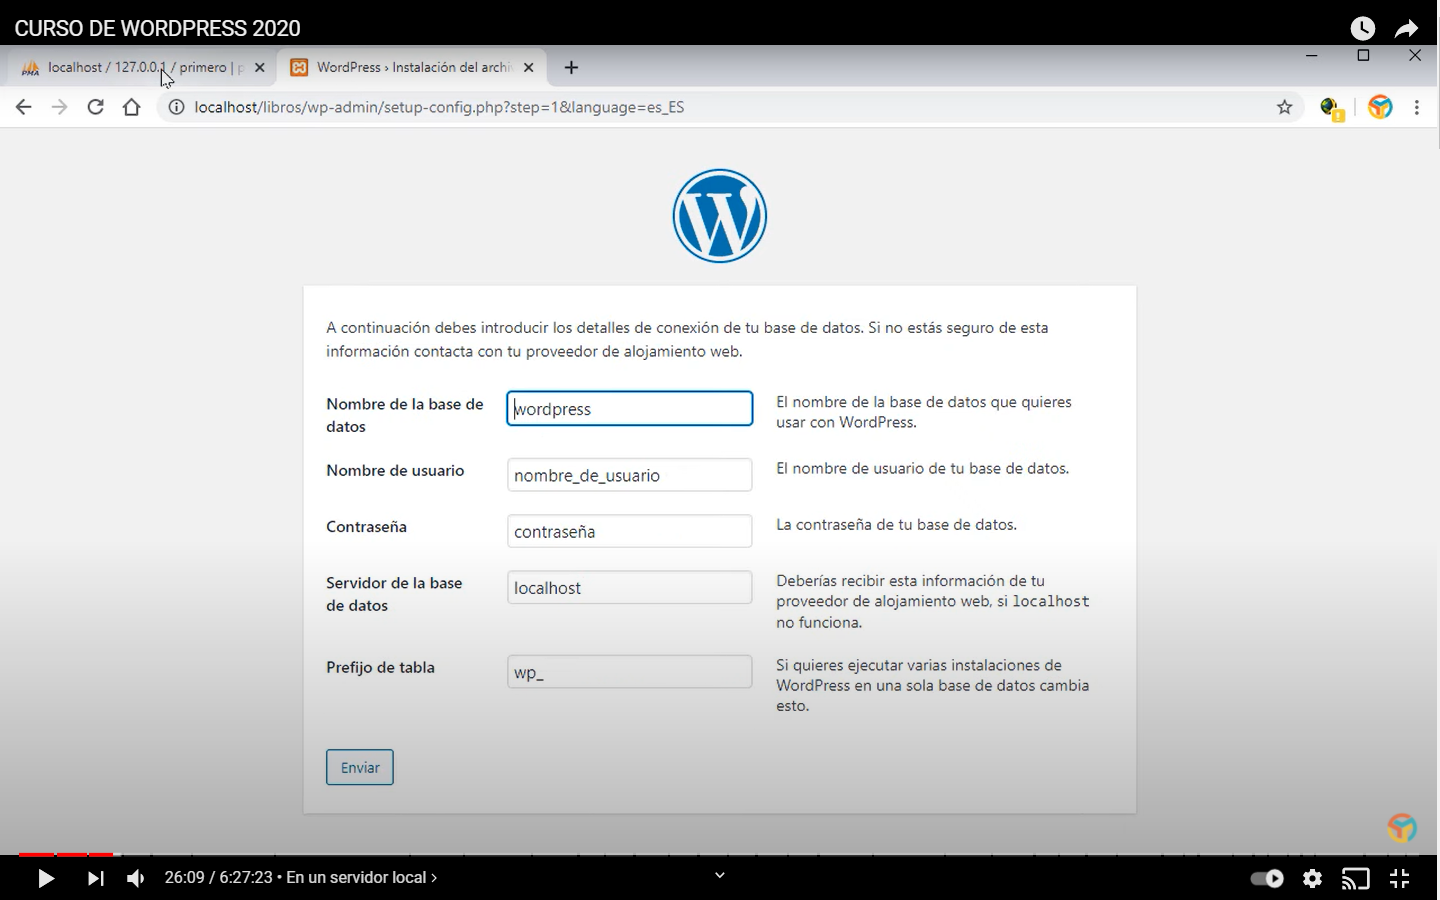 CURSO DE WORDPRESS 2020
localhost / 127.0.0.1 / primero | p
WordPress › Instalación del archi
localhost/libros/wp-admin/setup-config.php?step=1&language=es_ES
A continuación debes introducir los detalles de conexión de tu base de datos. Si no estás seguro de esta
información contacta con tu proveedor de alojamiento web.
Nombre de la base de
datos
wordpress
El nombre de la base de datos que quieres
usar con WordPress.
Nombre de usuario
nombre_de_usuario
El nombre de usuario de tu base de datos.
Contraseña
contraseña
La contraseña de tu base de datos.
Servidor de la base
de datos
localhost
Deberías recibir esta información de tu
proveedor de alojamiento web, si localhost
no funciona.
Prefijo de tabla
wp_
Si quieres ejecutar varias instalaciones de
WordPress en una sola base de datos cambia
esto.
Enviar
26:09 / 6:27:23 • En un servidor local ›